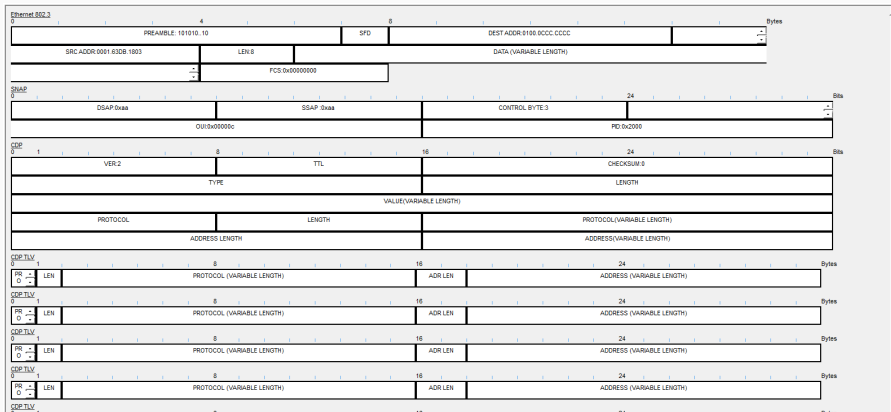 Ethernet 802.3
0 4 8 Bytes
PREAMBLE: 101010..10 SFD DEST ADDR:0100.0CCC.CCCC
SRC ADDR:0001.63DB.1803 LEN:8 DATA (VARIABLE LENGTH)
FCS:0x00000000
SNAP
0 24 Bits
DSAP:0xaa SSAP :0xaa CONTROL BYTE:3
OUI:0x00000c PID:0x2000
CDP
0 1 8 16 24 Bits
VER:2 TTL CHECKSUM:0
TYPE LENGTH
VALUE(VARIABLE LENGTH)
PROTOCOL LENGTH PROTOCOL(VARIABLE LENGTH)
ADDRESS LENGTH ADDRESS(VARIABLE LENGTH)
CDP TLV
0 1 8 16 24 Bytes
PRO LEN PROTOCOL (VARIABLE LENGTH) ADR LEN ADDRESS (VARIABLE LENGTH)
CDP TLV
0 1 8 16 24 Bytes
PRO LEN PROTOCOL (VARIABLE LENGTH) ADR LEN ADDRESS (VARIABLE LENGTH)
CDP TLV
0 1 8 16 24 Bytes
PRO LEN PROTOCOL (VARIABLE LENGTH) ADR LEN ADDRESS (VARIABLE LENGTH)
CDP TLV
0 1 8 16 24 Bytes
PRO LEN PROTOCOL (VARIABLE LENGTH) ADR LEN ADDRESS (VARIABLE LENGTH)
CDP TLV